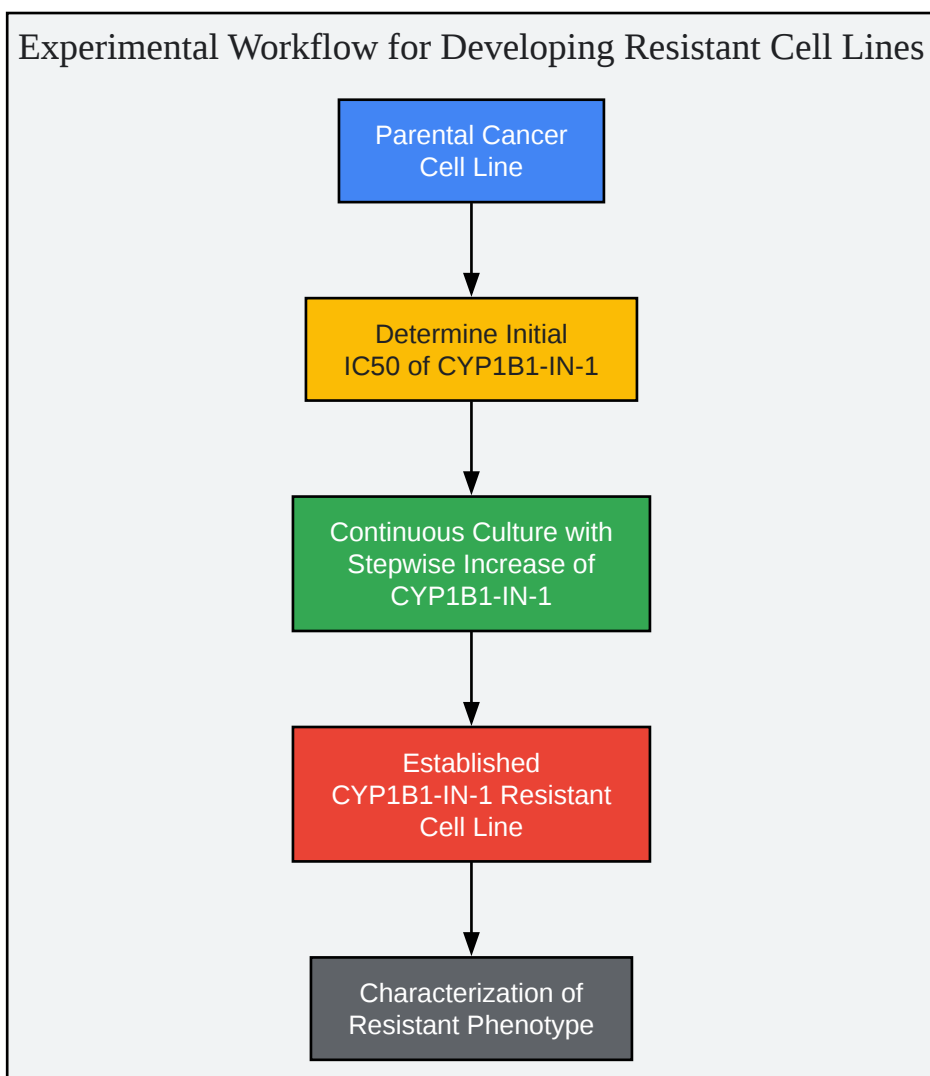 Experimental Workflow for Developing Resistant Cell Lines
Parental Cancer
Cell Line
Determine Initial
IC50 of CYP1B1-IN-1
Continuous Culture with
Stepwise Increase of
CYP1B1-IN-1
Established
CYP1B1-IN-1 Resistant
Cell Line
Characterization of
Resistant Phenotype